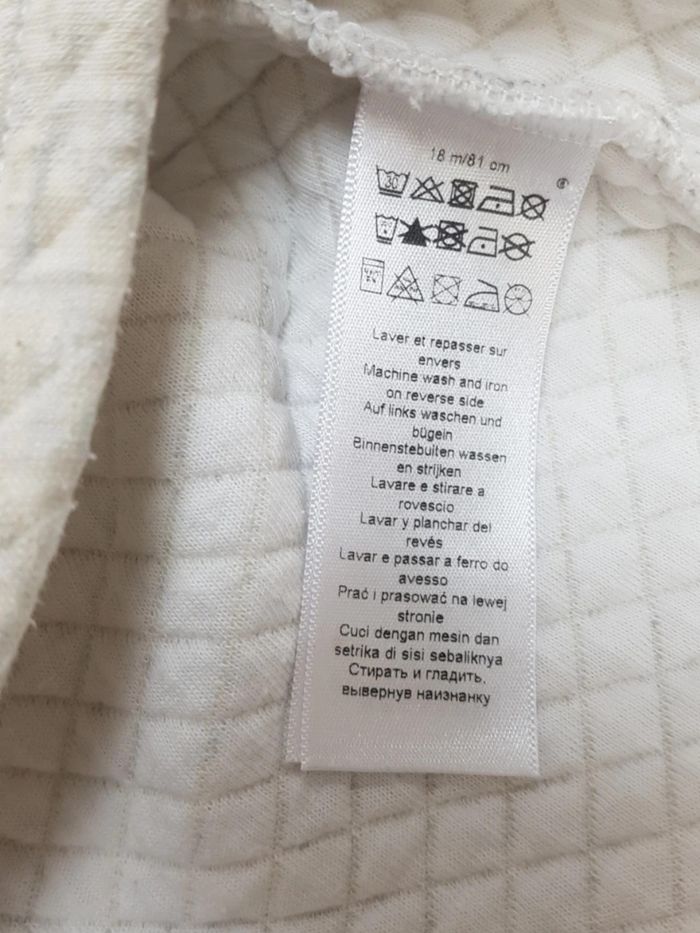 18 m/81 cm
®
30
Laver et repasser sur
envers
Machine wash and iron
on reverse side
Auf links waschen und
bügeln
Binnenstebuiten wassen
en strijken
Lavare e stirare a
rovescio
Lavar y planchar del
revés
Lavar e passar a ferro do
avesso
Prać i prasować na lewej
stronie
Cuci dengan mesin dan
setrika di sisi sebaliknya
Стирать и гладить,
вывернув наизнанку